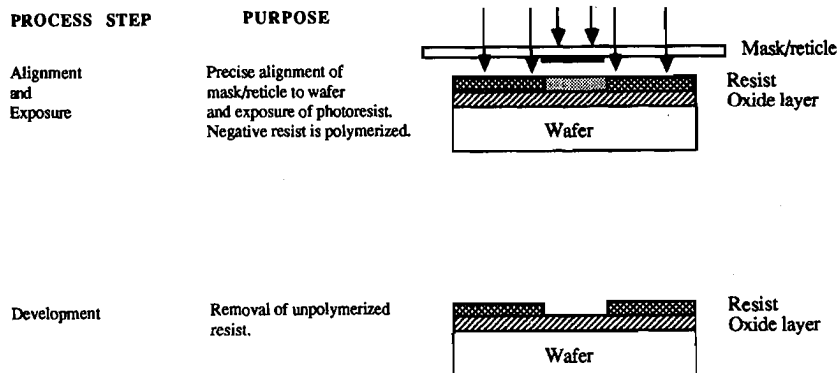 PROCESS STEP PURPOSE
Alignment
and
Exposure
Precise alignment of
mask/reticle to wafer
and exposure of photoresist.
Negative resist is polymerized.
Mask/reticle
Resist
Oxide layer
Wafer
Development
Removal of unpolymerized
resist.
Resist
Oxide layer
Wafer